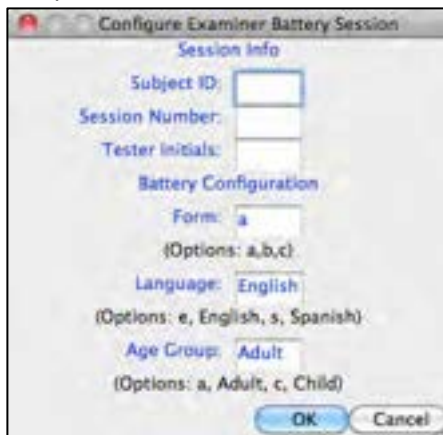 Configure Examiner Battery Session
Session Info
Subject ID:
Session Number:
Tester Initials:
Battery Configuration
Form: a
(Options: a,b,c)
Language: English
(Options: e, English, s, Spanish)
Age Group: Adult
(Options: a, Adult, c, Child)
OK Cancel